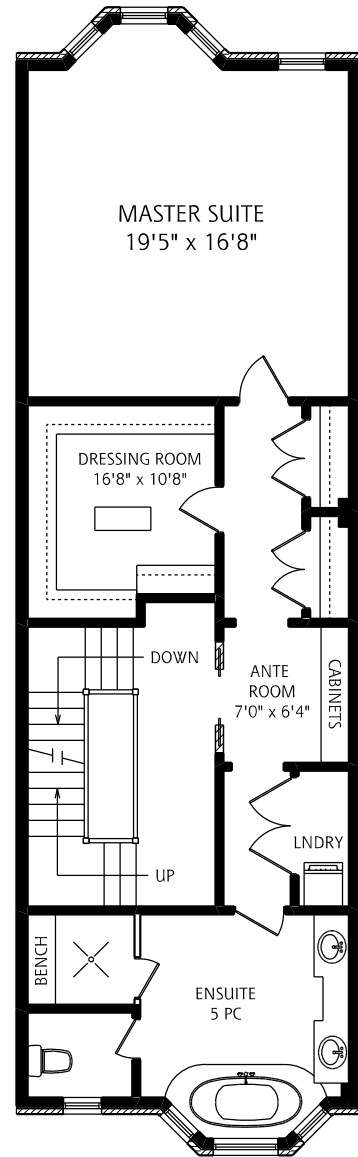 MASTER SUITE
19'5" x 16'8"
DRESSING ROOM
16'8" x 10'8"
DOWN
ANTE
ROOM
7'0" x 6'4"
CABINETS
UP
LNDRY
BENCH
ENSUITE
5 PC